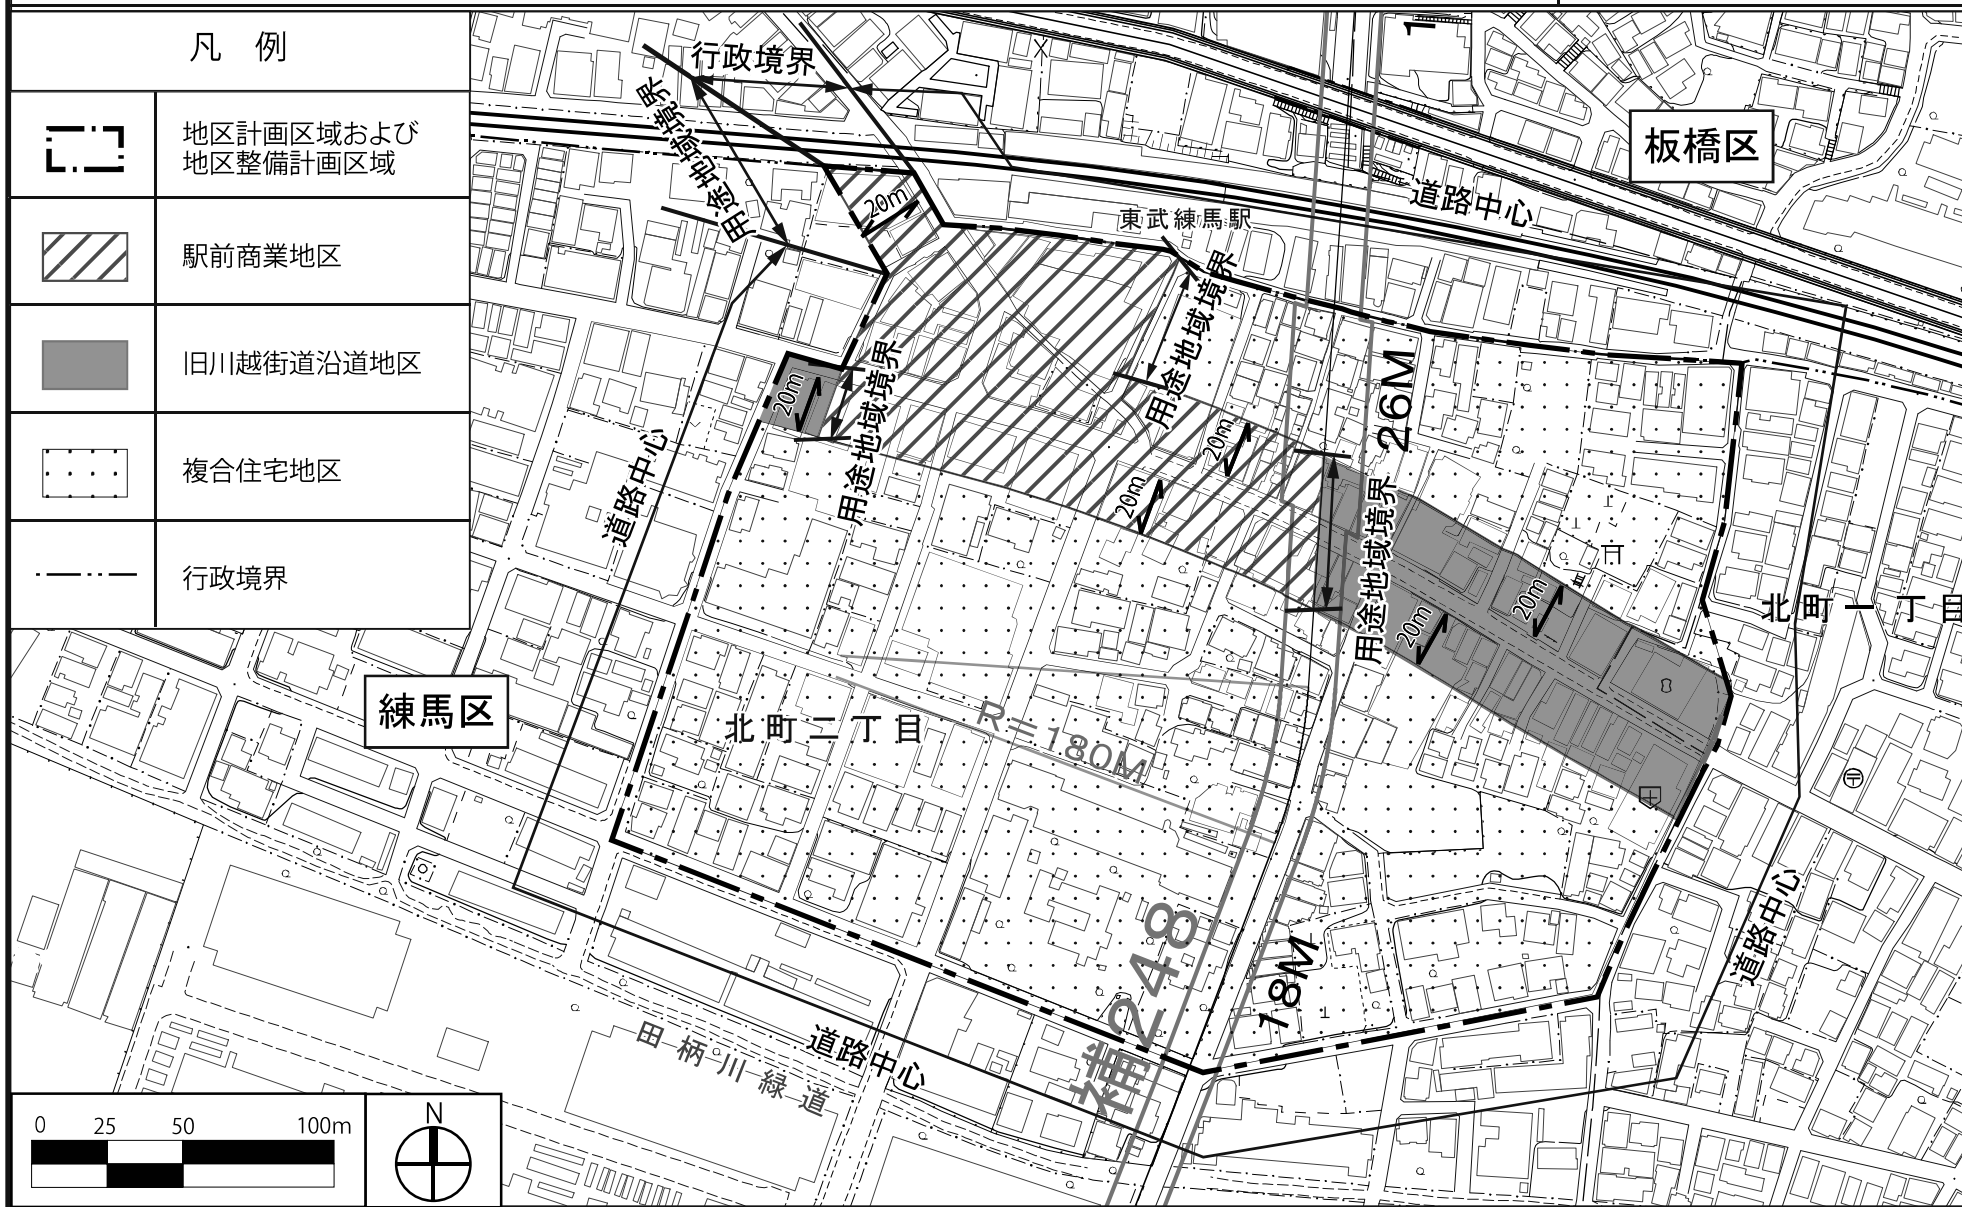 凡 例
地区計画区域および
地区整備計画区域
駅前商業地区
旧川越街道沿道地区
複合住宅地区
行政境界
行政境界
用途地域境界
板橋区
道路中心
東武練馬駅
20m
用途地域境界
26M
20m
用途地域境界
道路中心
20m
20m
用途地域境界
20m
20m
北町一丁目
練馬区
北町二丁目
R=180M
補248
18M
道路中心
田柄川緑道
道路中心
0 25 50 100m
N